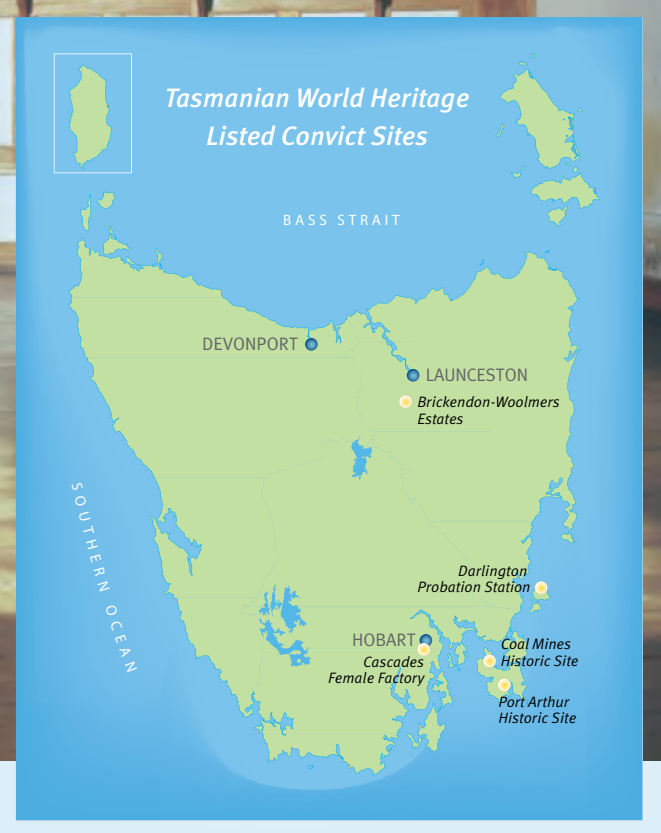 Tasmanian World Heritage
Listed Convict Sites
BASS STRAIT
DEVONPORT
LAUNCESTON
Brickendon-Woolmers
Estates
SOUTHERN OCEAN
Darlington
Probation Station
HOBART
Cascades
Female Factory
Coal Mines
Historic Site
Port Arthur
Historic Site